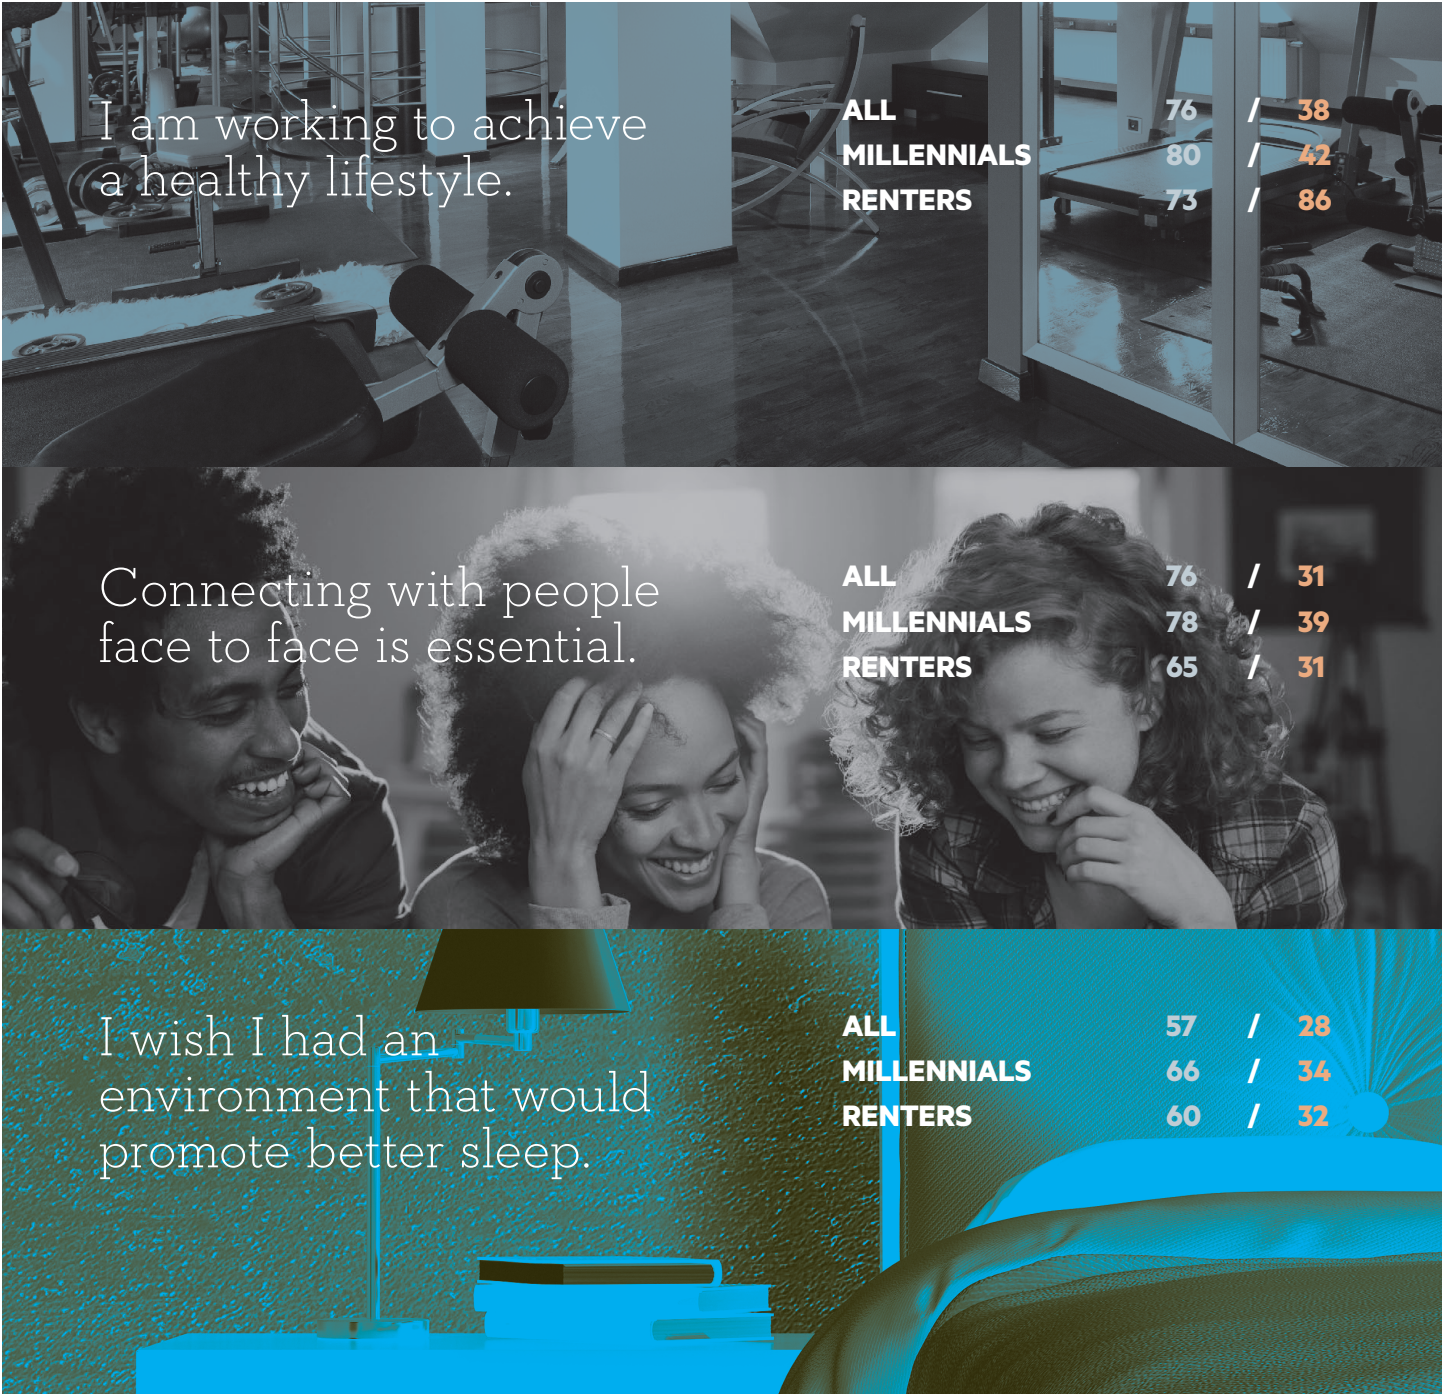 I am working to achieve
a healthy lifestyle.
ALL 76 / 38
MILLENNIALS 80 / 42
RENTERS 73 / 86
Connecting with people
face to face is essential.
ALL 76 / 31
MILLENNIALS 78 / 39
RENTERS 65 / 31
I wish I had an
environment that would
promote better sleep.
ALL 57 / 28
MILLENNIALS 66 / 34
RENTERS 60 / 32